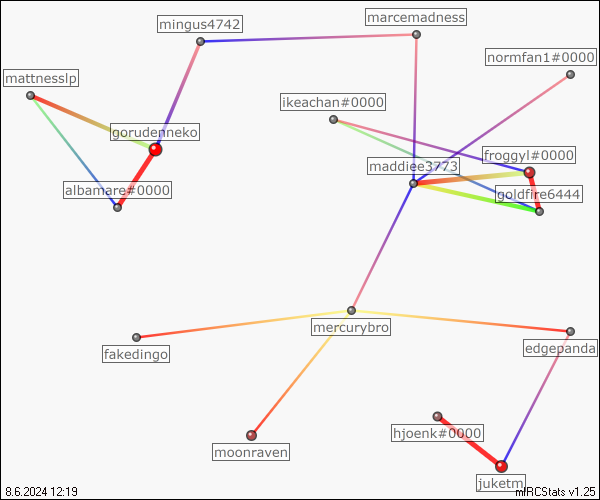 marcemadness
mingus4742
normfan1#0000
mattnesslp
ikeachan#0000
gorudenneko
froggyl#0000
maddiee3773
albamare#0000
goldfire6444
mercurybro
fakedingo
edgepanda
hjoenk#0000
moonraven
juketm
8.6.2024 12:19
mIRCStats v1.25